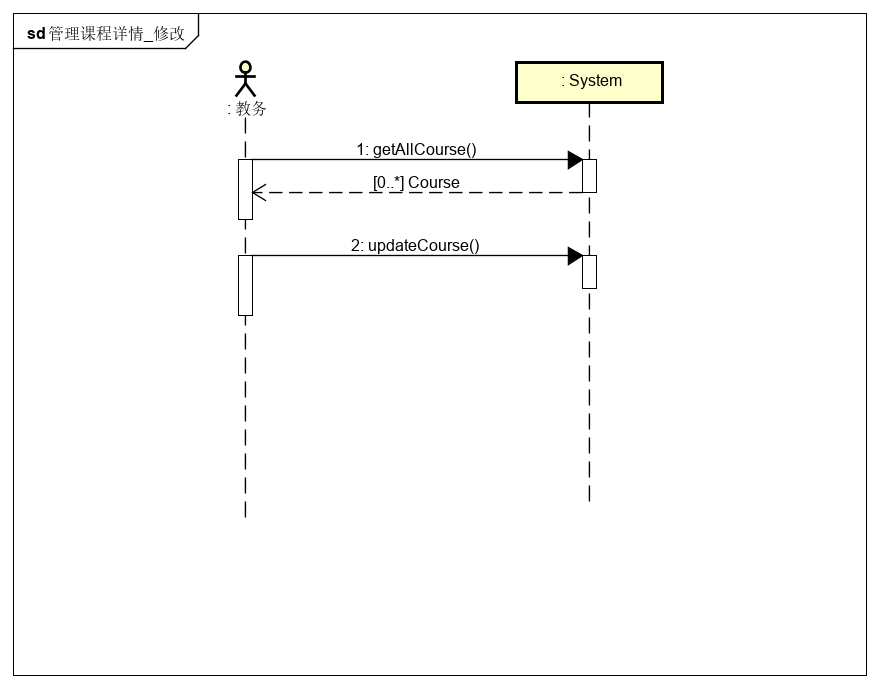 sd 管理课程详情_修改
: 教务
: System
1: getAllCourse()
[0..*] Course
2: updateCourse()